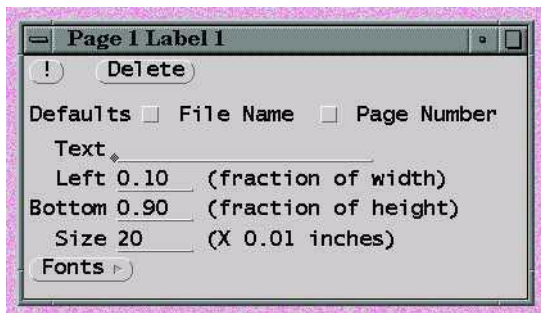 Page 1 Label 1
! Delete
Defaults File Name Page Number
Text
Left 0.10 (fraction of width)
Bottom 0.90 (fraction of height)
Size 20 (X 0.01 inches)
Fonts